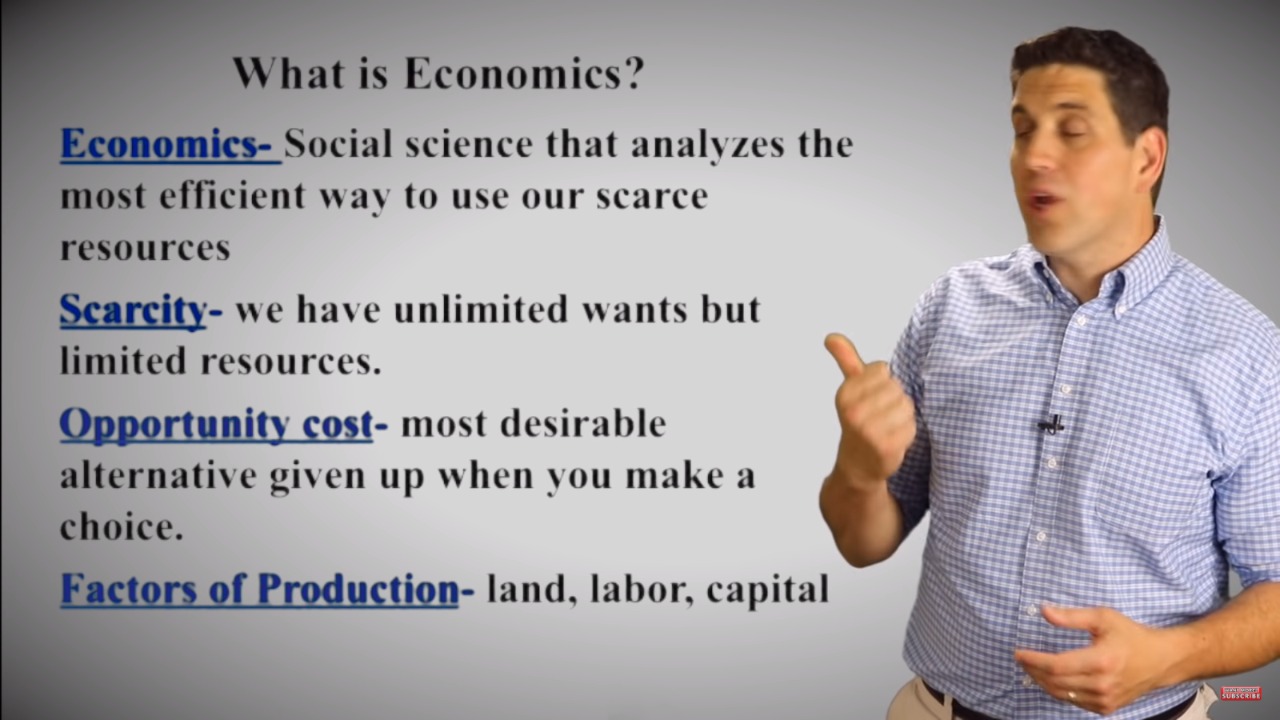 What is Economics?
Economics- Social science that analyzes the
most efficient way to use our scarce
resources
Scarcity- we have unlimited wants but
limited resources.
Opportunity cost- most desirable
alternative given up when you make a
choice.
Factors of Production- land, labor, capital
SUBSCRIBE